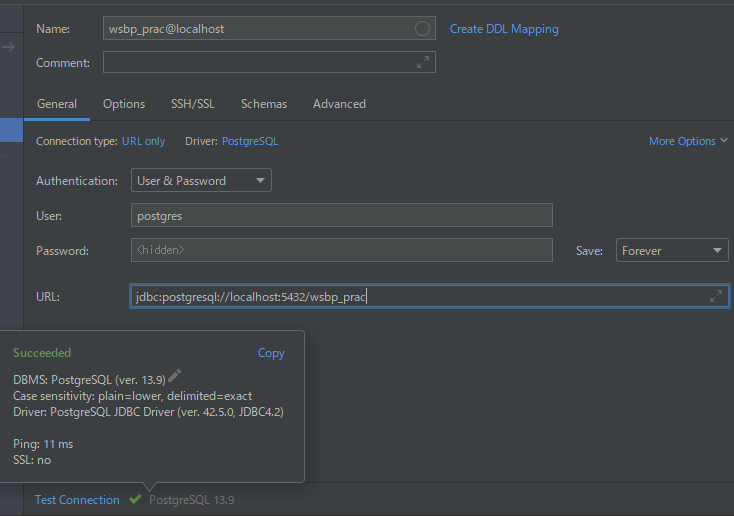 Name: wsbp_prac@localhost Create DDL Mapping
Comment:
General Options SSH/SSL Schemas Advanced
Connection type: URL only Driver: PostgreSQL More Options
Authentication: User & Password
User: postgres
Password: <hidden> Save: Forever
URL: jdbc:postgresql://localhost:5432/wsbp_prac
Succeeded Copy
DBMS: PostgreSQL (ver. 13.9)
Case sensitivity: plain=lower, delimited=exact
Driver: PostgreSQL JDBC Driver (ver. 42.5.0, JDBC4.2)
Ping: 11 ms
SSL: no
Test Connection PostgreSQL 13.9